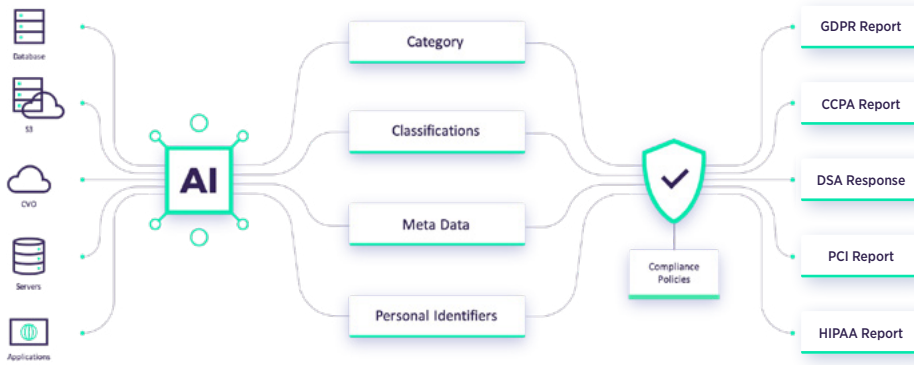 Database
S3
CVO
Servers
Applications
AI
Category
Classifications
Meta Data
Personal Identifiers
Compliance
Policies
GDPR Report
CCPA Report
DSA Response
PCI Report
HIPAA Report